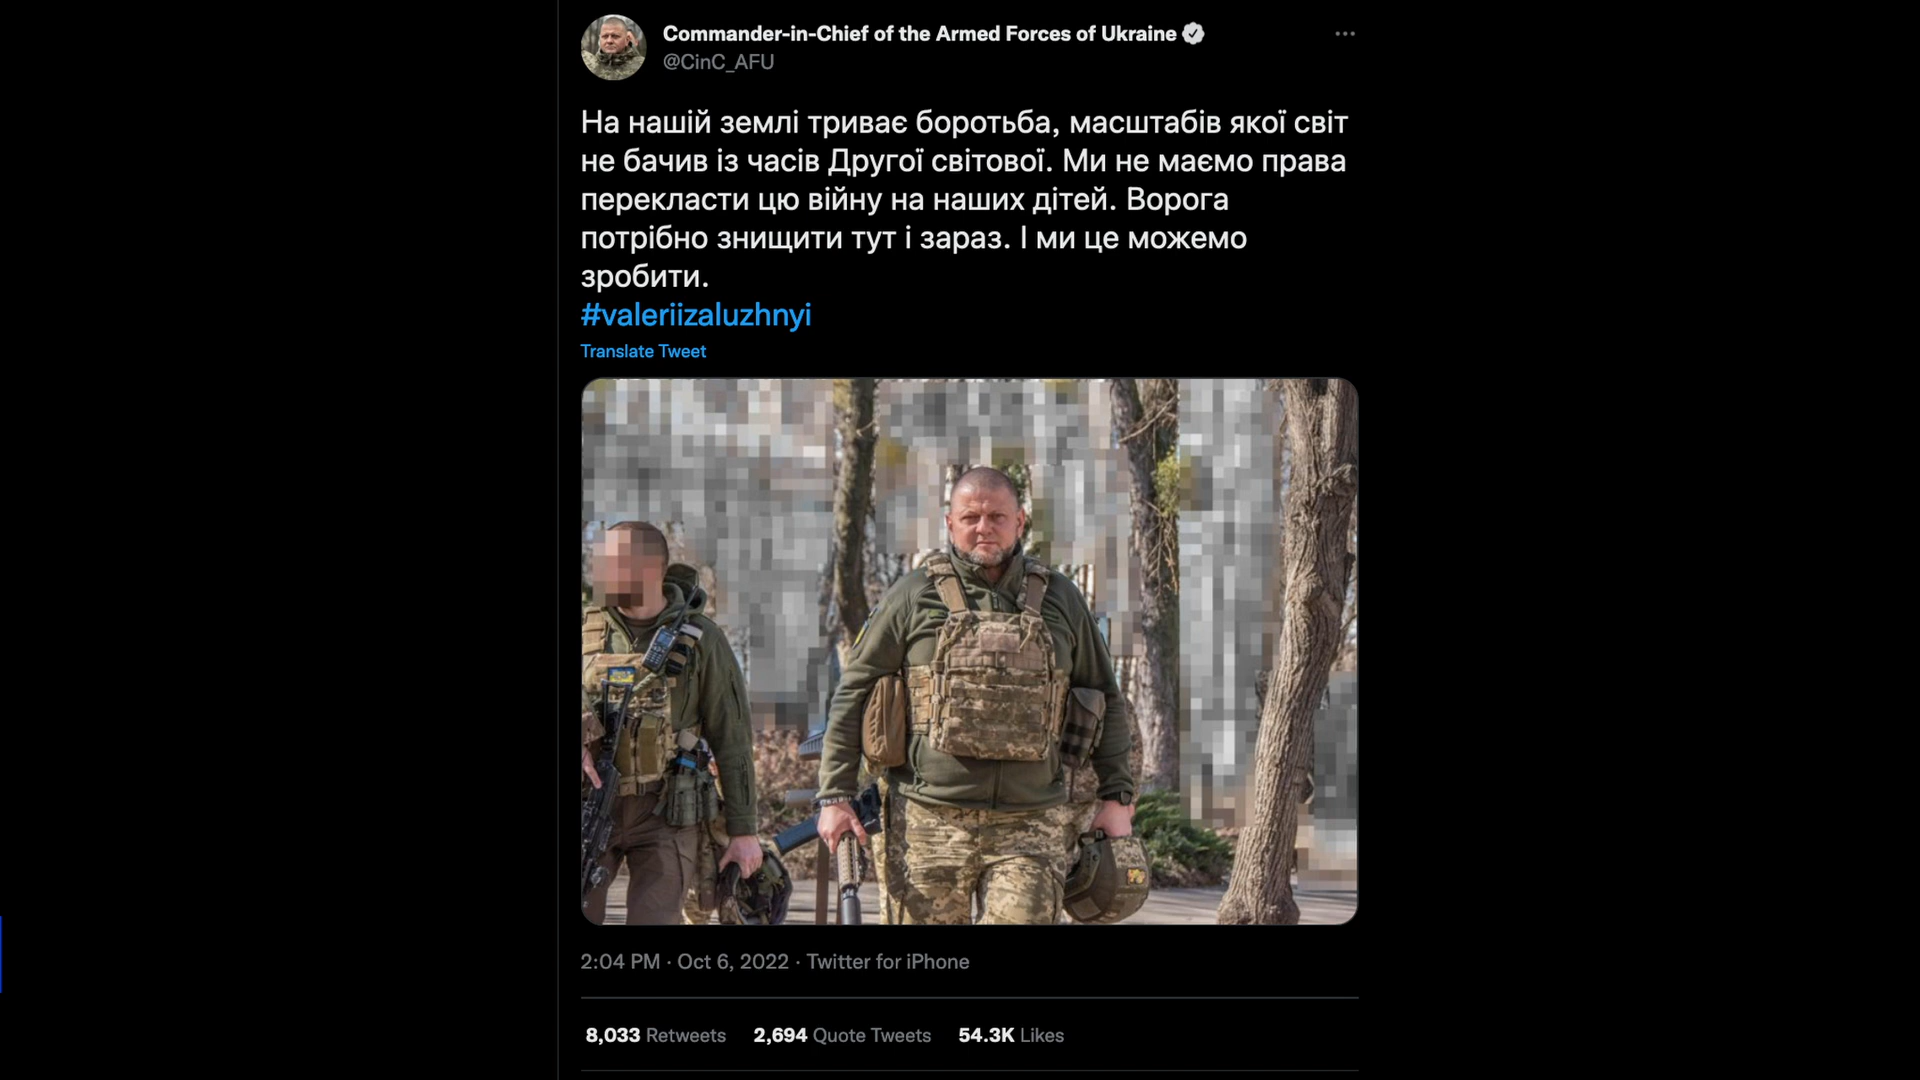 Commander-in-Chief of the Armed Forces of Ukraine
@CinC_AFU
На нашій землі триває боротьба, масштабів якої світ
не бачив із часів Другої світової. Ми не маємо права
перекласти цю війну на наших дітей. Ворога
потрібно знищити тут і зараз. І ми це можемо
зробити.
#valeriizaluzhnyi
Translate Tweet
2:04 PM · Oct 6, 2022 · Twitter for iPhone
8,033 Retweets 2,694 Quote Tweets 54.3K Likes